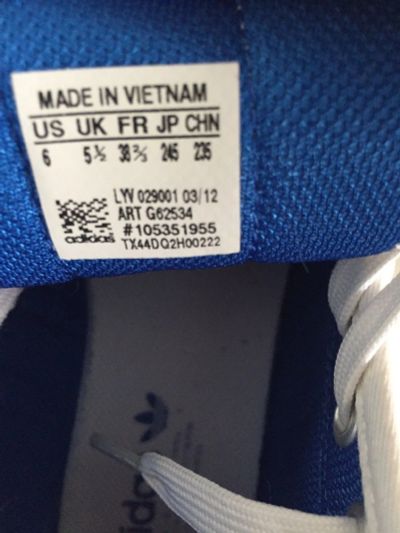 MADE IN VIETNAM
US UK FR JP CHN
6 5½ 38⅔ 245 235
LYV 029001 03/12
ART G62534
adidas #105351955
TX44DQ2H00222